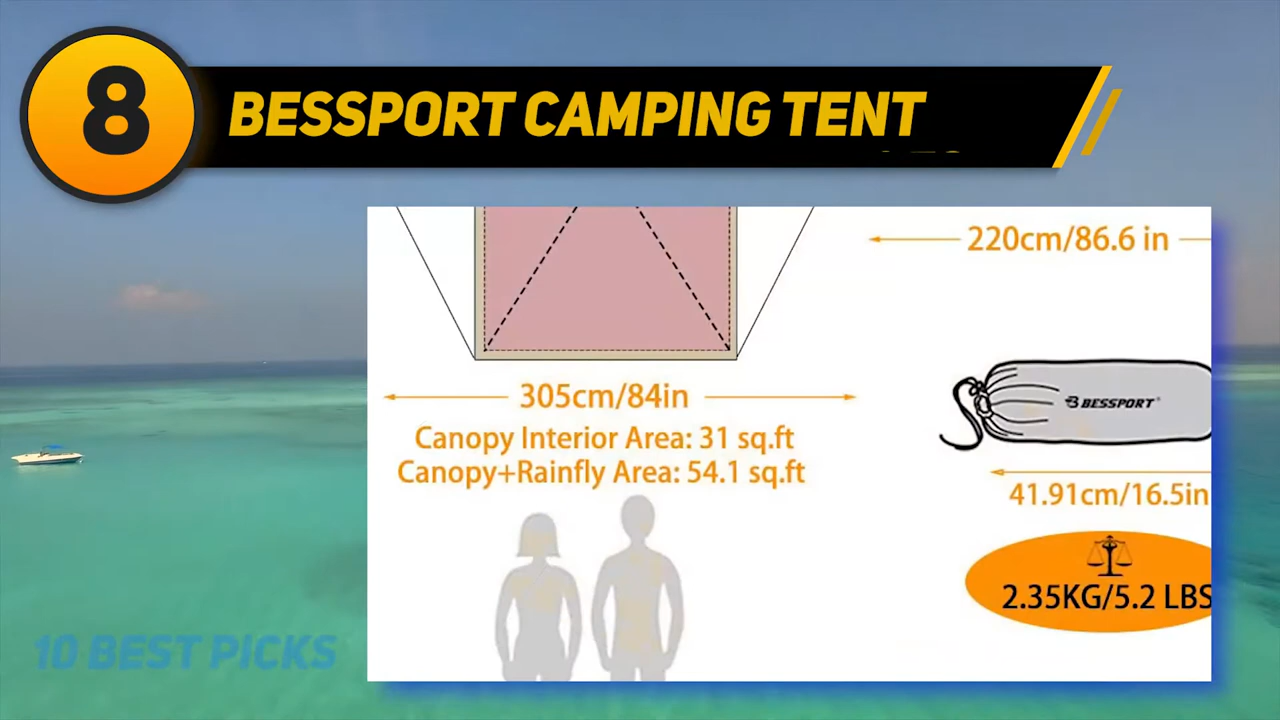 8
BESSPORT CAMPING TENT
220cm/86.6 in
305cm/84in
BESSPORT®
Canopy Interior Area: 31 sq.ft
Canopy+Rainfly Area: 54.1 sq.ft
41.91cm/16.5in
2.35KG/5.2 LBS
10 BEST PICKS